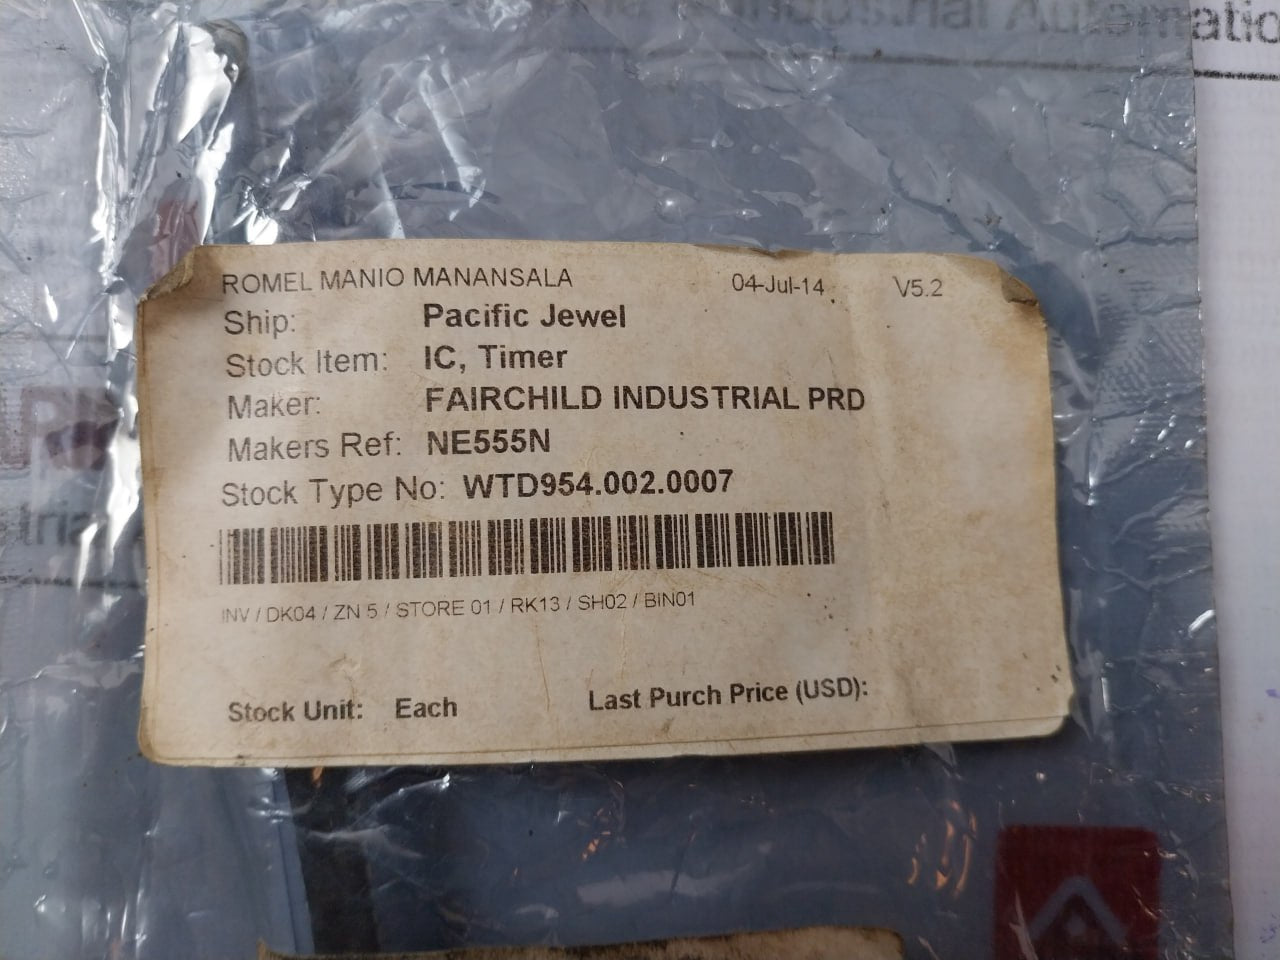 Industrial Automatio
ROMEL MANIO MANANSALA 04-Jul-14 V5.2
Ship: Pacific Jewel
Stock Item: IC, Timer
Maker: FAIRCHILD INDUSTRIAL PRD
Makers Ref: NE555N
Stock Type No: WTD954.002.0007
INV / DK04 / ZN 5 / STORE 01 / RK13 / SH02 / BIN01
Stock Unit: Each Last Purch Price (USD):